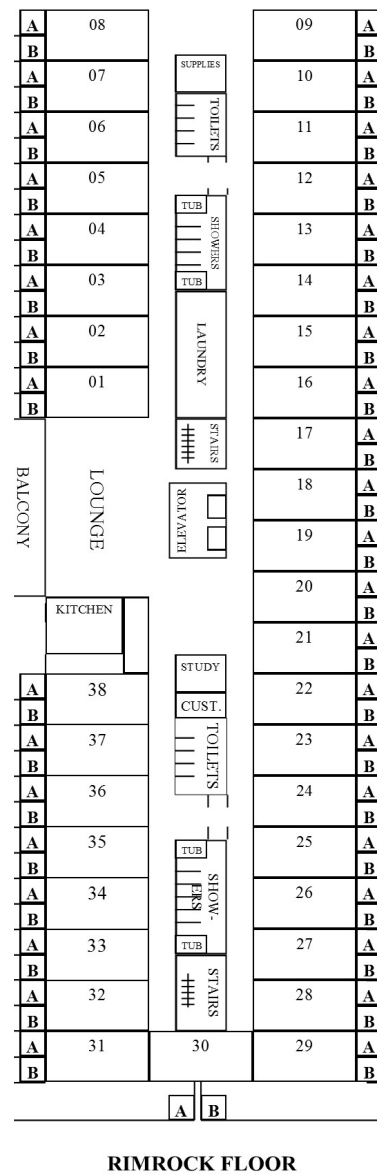 A 08
B
A 07
B
A 06
B
A 05
B
A 04
B
A 03
B
A 02
B
A 01
B
BALCONY
LOUNGE
KITCHEN
A 38
B
A 37
B
A 36
B
A 35
B
A 34
B
A 33
B
A 32
B
A 31
B
SUPPLIES
TOILETS
TUB
SHOWERS
TUB
LAUNDRY
STAIRS
ELEVATOR
STUDY
CUST.
TOILETS
TUB
SHOW-
ERS
TUB
STAIRS
30
A B
09 A
B
10 A
B
11 A
B
12 A
B
13 A
B
14 A
B
15 A
B
16 A
B
17 A
B
18 A
B
19 A
B
20 A
B
21 A
B
22 A
B
23 A
B
24 A
B
25 A
B
26 A
B
27 A
B
28 A
B
29 A
B
RIMROCK FLOOR